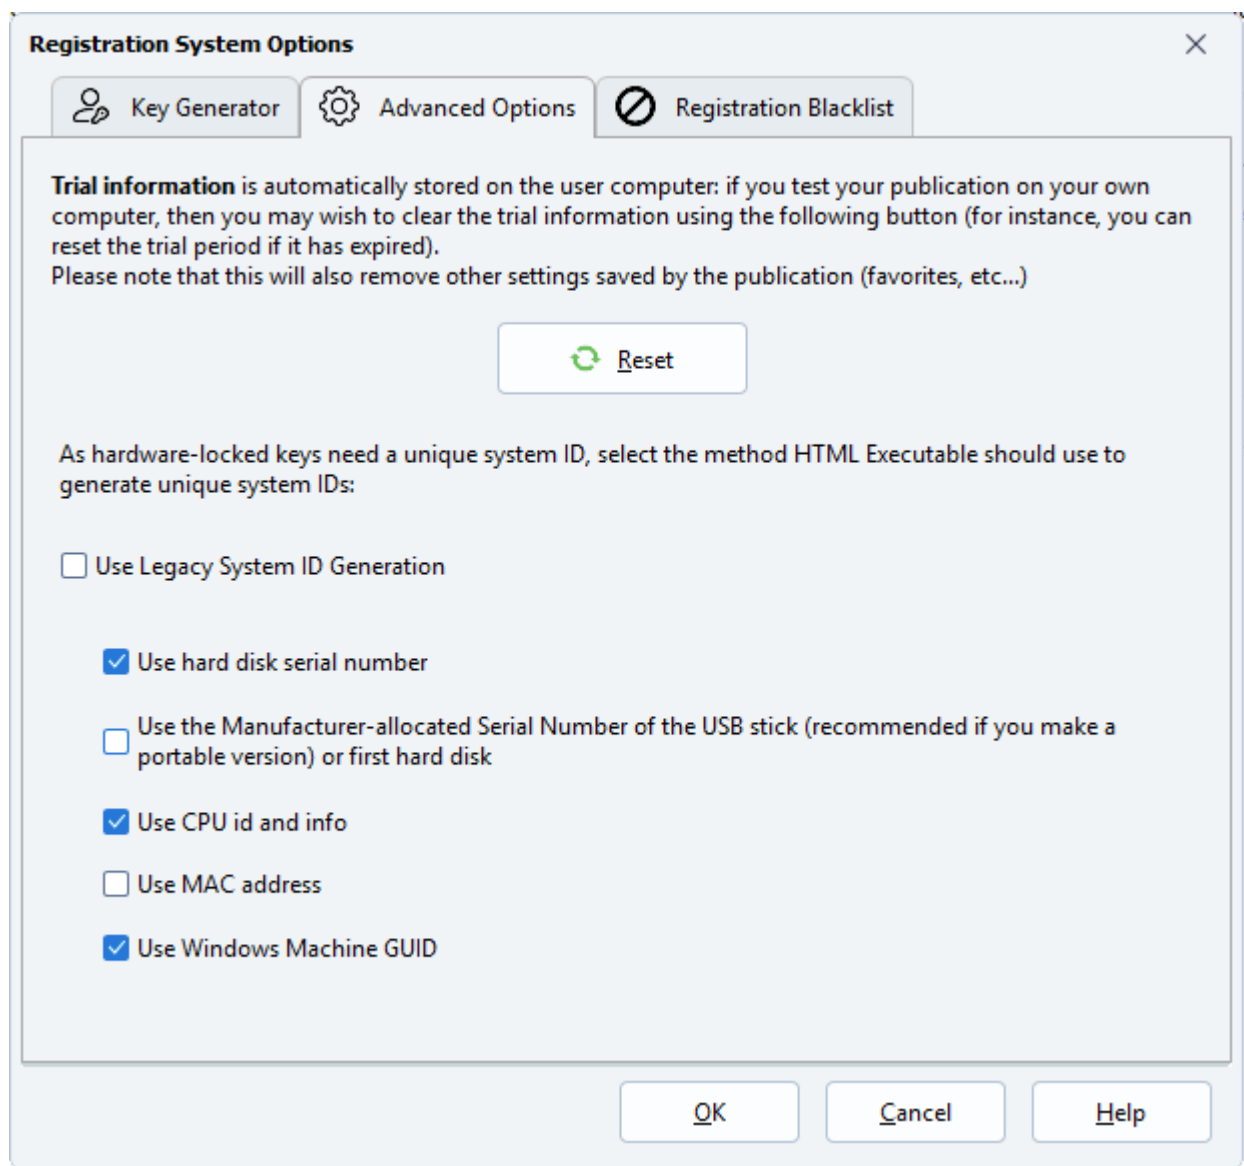 Registration System Options
Key Generator
Advanced Options
Registration Blacklist
Trial information is automatically stored on the user computer: if you test your publication on your own
computer, then you may wish to clear the trial information using the following button (for instance, you can
reset the trial period if it has expired).
Please note that this will also remove other settings saved by the publication (favorites, etc...)
Reset
As hardware-locked keys need a unique system ID, select the method HTML Executable should use to
generate unique system IDs:
Use Legacy System ID Generation
Use hard disk serial number
Use the Manufacturer-allocated Serial Number of the USB stick (recommended if you make a
portable version) or first hard disk
Use CPU id and info
Use MAC address
Use Windows Machine GUID
OK
Cancel
Help